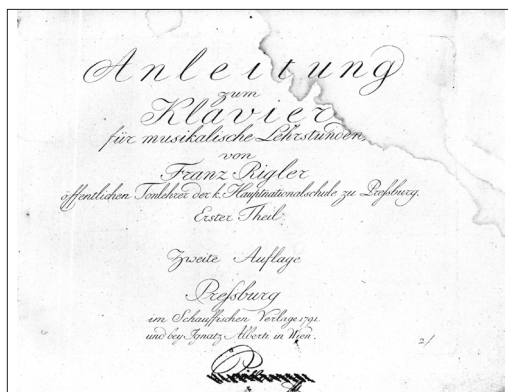 Anleitung
zum
Klavier
für musikalische Lehrstunden,
von
Franz Rigler
öffentlichen Tonlehrer der k. Hauptnationalschule zu Preſsburg.
Erster Theil.
Zweite Auflage
Preſsburg
im Schauffischen Verlage 1791.
und bey Ignatz Alberti in Wien.
2/